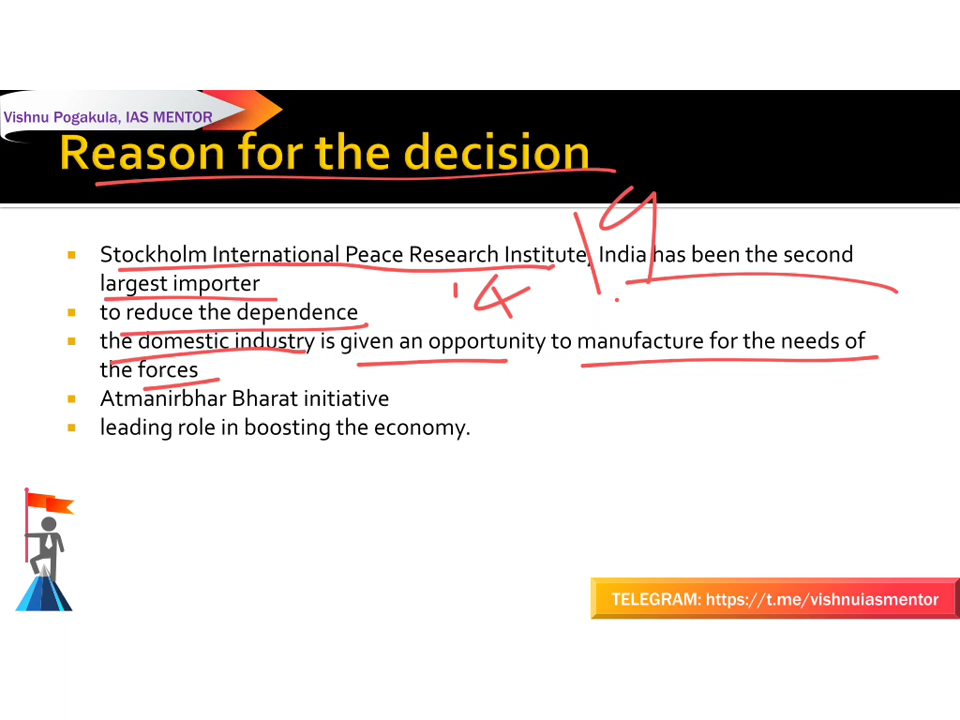 Vishnu Pogakula, IAS MENTOR
Reason for the decision
19
Stockholm International Peace Research Institute, India has been the second
largest importer
'14
to reduce the dependence
the domestic industry is given an opportunity to manufacture for the needs of
the forces
Atmanirbhar Bharat initiative
leading role in boosting the economy.
TELEGRAM: https://t.me/vishnuiasmentor